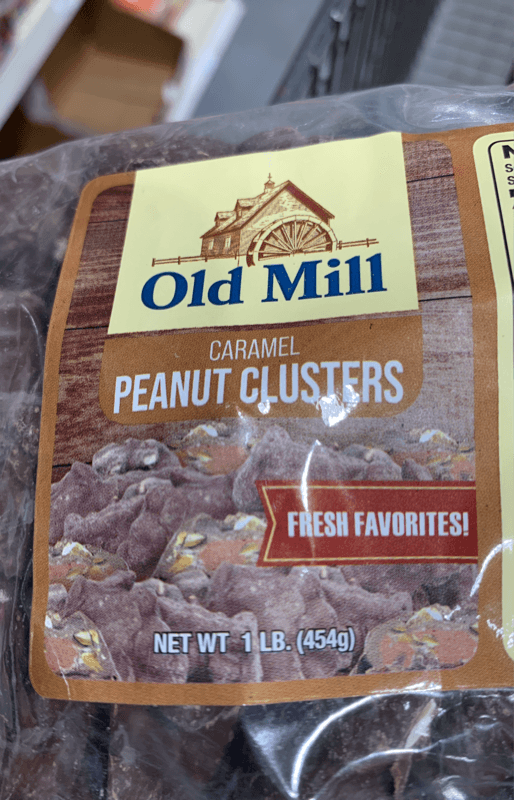 Old Mill
CARAMEL
PEANUT CLUSTERS
FRESH FAVORITES!
NET WT 1 LB. (454g)